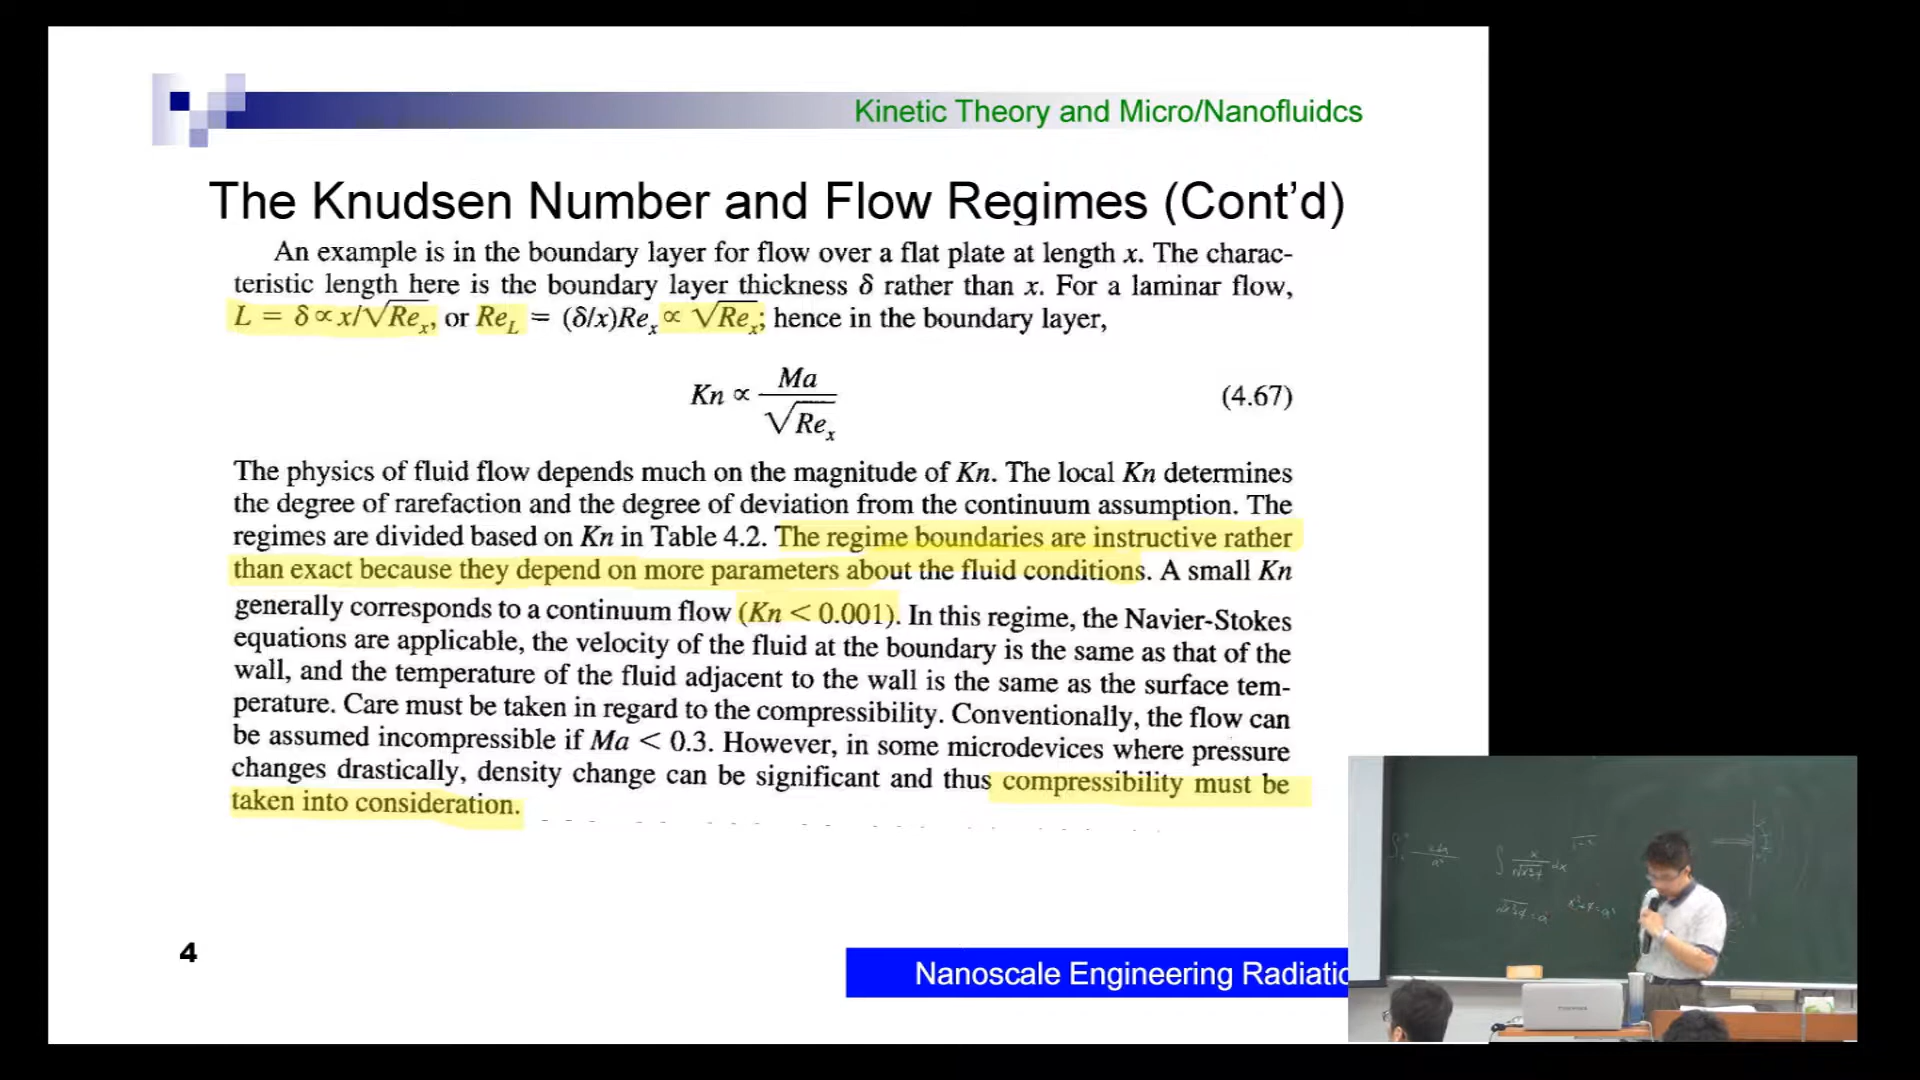 Kinetic Theory and Micro/Nanofluidcs
The Knudsen Number and Flow Regimes (Cont'd)
An example is in the boundary layer for flow over a flat plate at length x. The charac-
teristic length here is the boundary layer thickness δ rather than x. For a laminar flow,
L = δ ∝ x/√Reₓ, or Re_L = (δ/x)Reₓ ∝ √Reₓ; hence in the boundary layer,
Kn ∝ Ma/√Reₓ (4.67)
The physics of fluid flow depends much on the magnitude of Kn. The local Kn determines
the degree of rarefaction and the degree of deviation from the continuum assumption. The
regimes are divided based on Kn in Table 4.2. The regime boundaries are instructive rather
than exact because they depend on more parameters about the fluid conditions. A small Kn
generally corresponds to a continuum flow (Kn < 0.001). In this regime, the Navier-Stokes
equations are applicable, the velocity of the fluid at the boundary is the same as that of the
wall, and the temperature of the fluid adjacent to the wall is the same as the surface tem-
perature. Care must be taken in regard to the compressibility. Conventionally, the flow can
be assumed incompressible if Ma < 0.3. However, in some microdevices where pressure
changes drastically, density change can be significant and thus compressibility must be
taken into consideration.
4
Nanoscale Engineering Radiatio